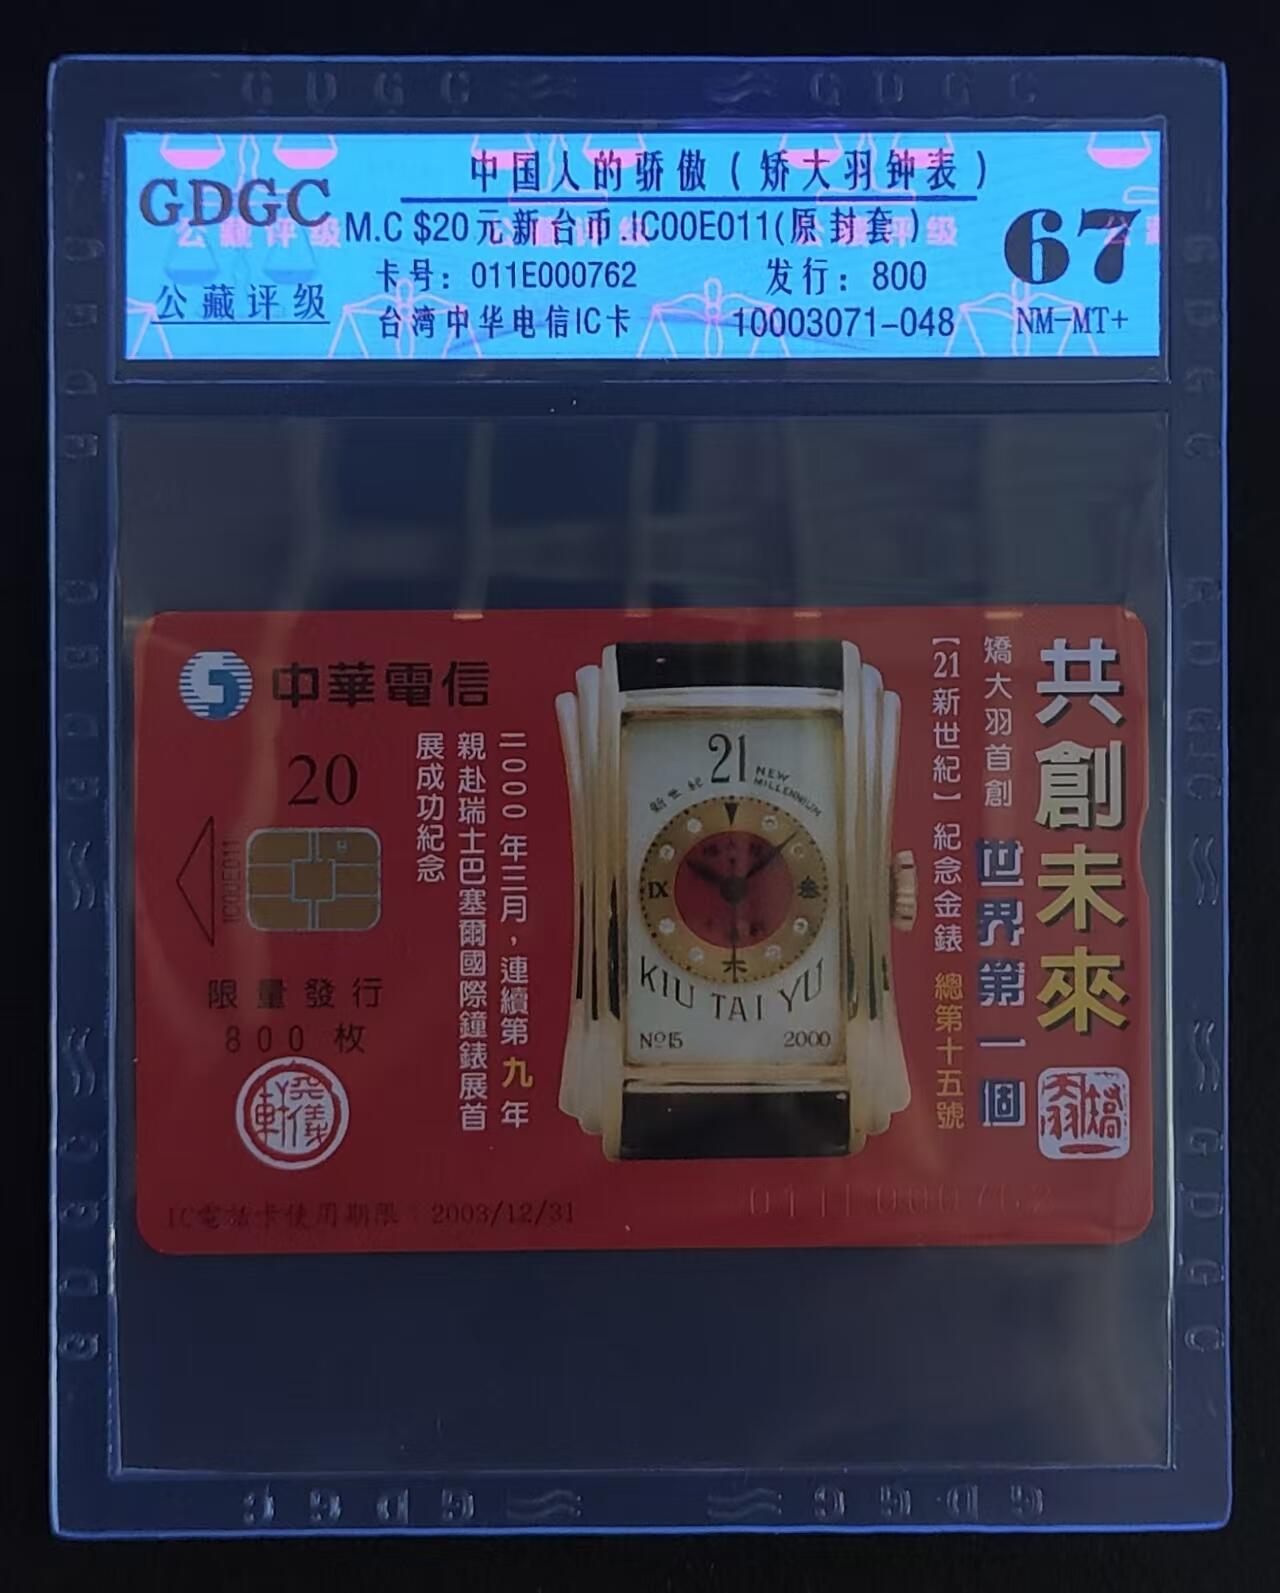 GDGC
公藏评级
中国人的骄傲（矫大羽钟表）
M.C $20元新台币.IC00E011(原封套)
卡号：011E000762
发行：800
台湾中华电信IC卡
10003071-048
67
NM-MT+
中華電信
20
IC00E011
限量發行
800 枚
二000年三月，連續第九年
親赴瑞士巴塞爾國際鐘錶展首
展成功紀念
21
NEW MILLENNIUM
新世紀
IX
KIU TAI YU
Nº15
2000
共創未來
矯大羽首創 世界第一個
【21新世紀】紀念金錶 總第十五號
IC電話卡使用期限：2003/12/31
011E000762